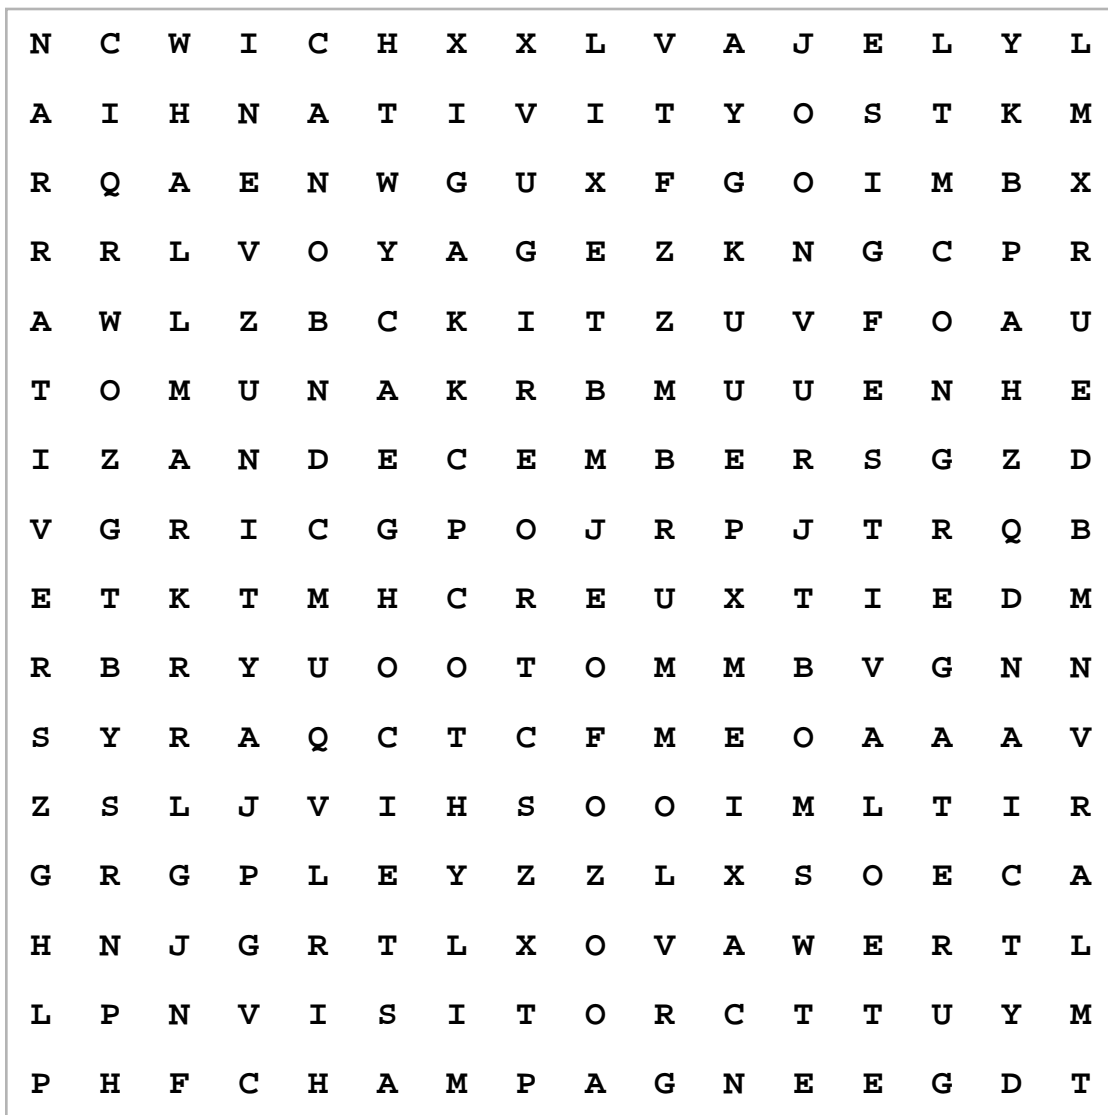 N C W I C H X X L V A J E L Y L
A I H N A T I V I T Y O S T K M
R Q A E N W G U X F G O I M B X
R R L V O Y A G E Z K N G C P R
A W L Z B C K I T Z U V F O A U
T O M U N A K R B M U U E N H E
I Z A N D E C E M B E R S G Z D
V G R I C G P O J R P J T R Q B
E T K T M H C R E U X T I E D M
R B R Y U O O T O M M B V G N N
S Y R A Q C T C F M E O A A A V
Z S L J V I H S O O I M L T I R
G R G P L E Y Z Z L X S O E C A
H N J G R T L X O V A W E R T L
L P N V I S I T O R C T T U Y M
P H F C H A M P A G N E E G D T